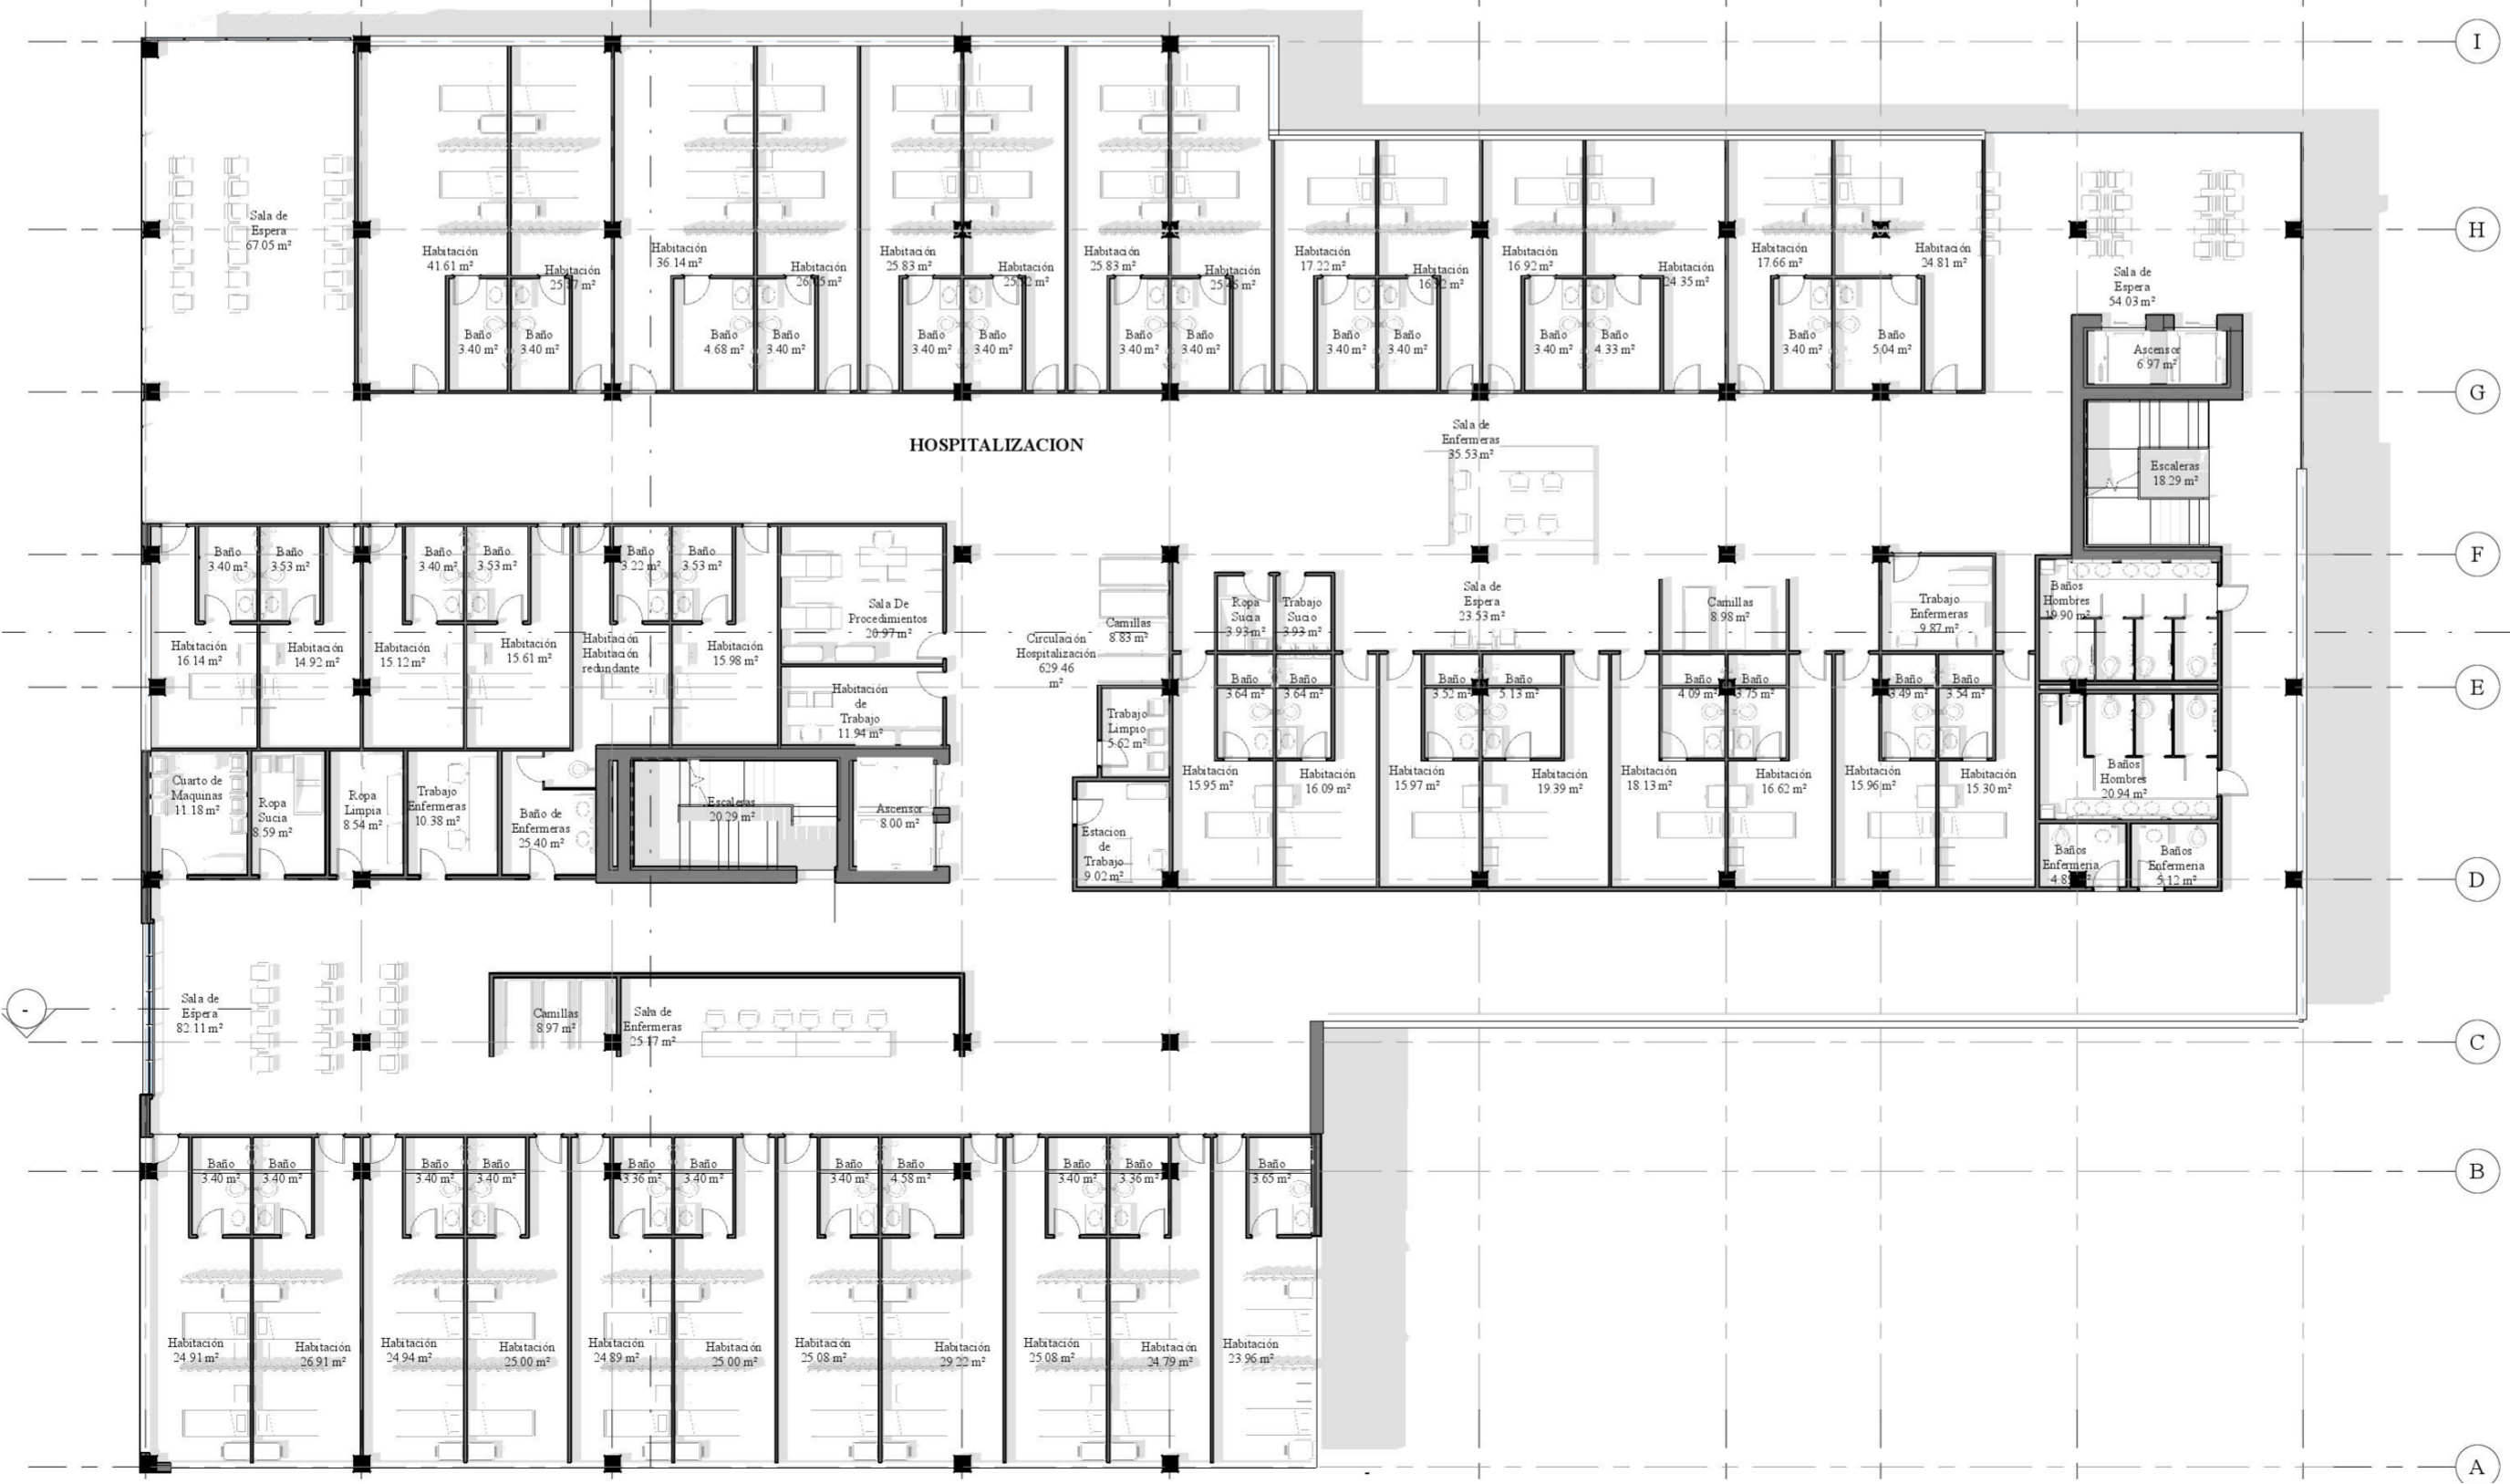 I
H
G
F
E
D
C
B
A
-
Sala de
Espera
67.05 m²
Habitación
41.61 m²
Habitación
Habitación
36.14 m²
Habitación
Habitación
25.83 m²
Habitación
Habitación
25.83 m²
Habitación
Habitación
17.22 m²
Habitación
Habitación
16.92 m²
Habitación
24.35 m²
Habitación
17.66 m²
Habitación
24.81 m²
Sala de
Espera
54.03 m²
Baño
3.40 m²
Baño
3.40 m²
Baño
4.68 m²
Baño
3.40 m²
Baño
3.40 m²
Baño
3.40 m²
Baño
3.40 m²
Baño
3.40 m²
Baño
3.40 m²
Baño
3.40 m²
Baño
3.40 m²
Baño
4.33 m²
Baño
3.40 m²
Baño
5.04 m²
Ascensor
6.97 m²
HOSPITALIZACION
Sala de
Enfermeras
35.53 m²
Escaleras
18.29 m²
Baño
3.40 m²
Baño
3.53 m²
Baño
3.40 m²
Baño
3.53 m²
Baño
3.22 m²
Baño
3.53 m²
Sala De
Procedimientos
20.97 m²
Habitación
16.14 m²
Habitación
14.92 m²
Habitación
15.12 m²
Habitación
15.61 m²
Habitación
Habitación
redundante
Habitación
15.98 m²
Habitación
de
Trabajo
11.94 m²
Circulación
Hospitalización
629.46
m²
Camillas
8.83 m²
Ropa
Sucia
3.93 m²
Trabajo
Sucio
3.93 m²
Sala de
Espera
23.53 m²
Camillas
8.98 m²
Trabajo
Enfermeras
9.87 m²
Baños
Hombres
19.90 m²
Baño
3.64 m²
Baño
3.64 m²
Baño
3.52 m²
Baño
5.13 m²
Baño
4.09 m²
Baño
3.75 m²
Baño
3.49 m²
Baño
3.54 m²
Trabajo
Limpio
5.62 m²
Habitación
15.95 m²
Habitación
16.09 m²
Habitación
15.97 m²
Habitación
19.39 m²
Habitación
18.13 m²
Habitación
16.62 m²
Habitación
15.96 m²
Habitación
15.30 m²
Baños
Hombres
20.94 m²
Cuarto de
Maquinas
11.18 m²
Ropa
Sucia
8.59 m²
Ropa
Limpia
8.54 m²
Trabajo
Enfermeras
10.38 m²
Baño de
Enfermeras
25.40 m²
Escaleras
20.29 m²
Ascensor
8.00 m²
Estacion
de
Trabajo
9.02 m²
Baños
Enfermeria
Baños
Enfermeria
5.12 m²
Sala de
Espera
82.11 m²
Camillas
8.97 m²
Sala de
Enfermeras
25.17 m²
Baño
3.40 m²
Baño
3.40 m²
Baño
3.40 m²
Baño
3.40 m²
Baño
3.36 m²
Baño
3.40 m²
Baño
3.40 m²
Baño
4.58 m²
Baño
3.40 m²
Baño
3.36 m²
Baño
3.65 m²
Habitación
24.91 m²
Habitación
26.91 m²
Habitación
24.94 m²
Habitación
25.00 m²
Habitación
24.89 m²
Habitación
25.00 m²
Habitación
25.08 m²
Habitación
29.22 m²
Habitación
25.08 m²
Habitación
24.79 m²
Habitación
23.96 m²